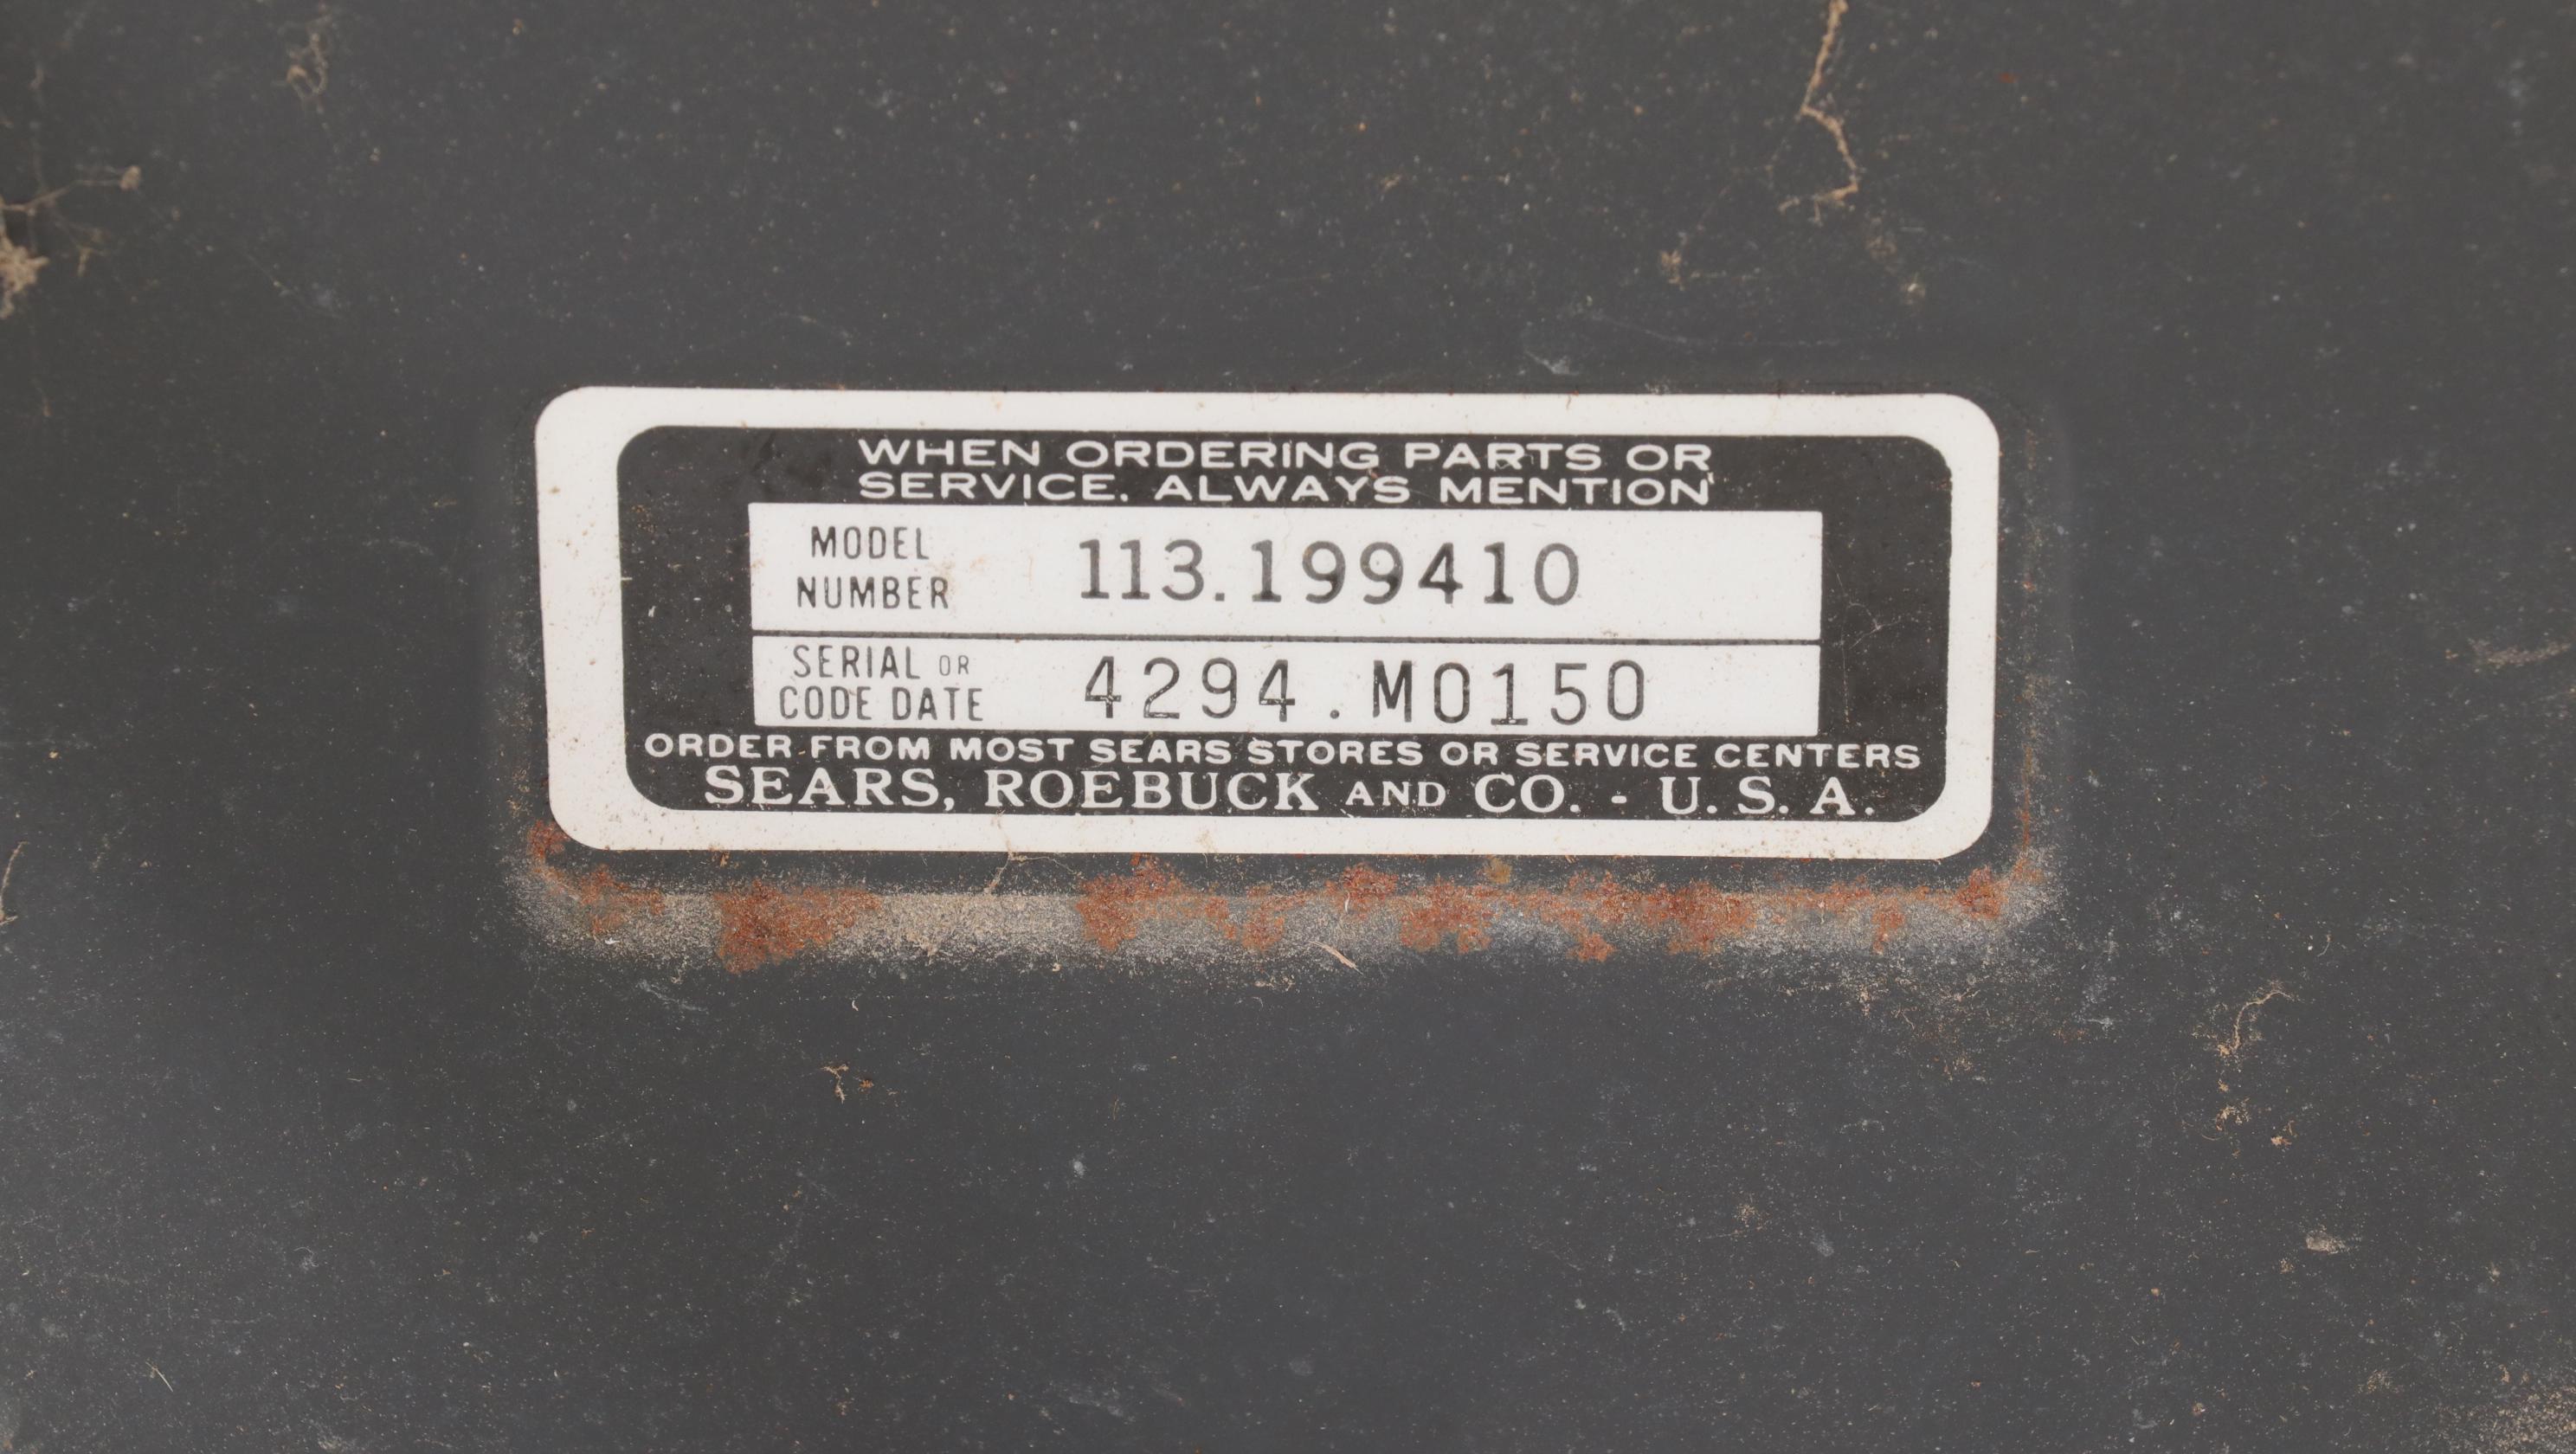 WHEN ORDERING PARTS OR
SERVICE, ALWAYS MENTION
MODEL
NUMBER 113.199410
SERIAL OR
CODE DATE 4294.M0150
ORDER FROM MOST SEARS STORES OR SERVICE CENTERS
SEARS, ROEBUCK AND CO. - U. S. A.